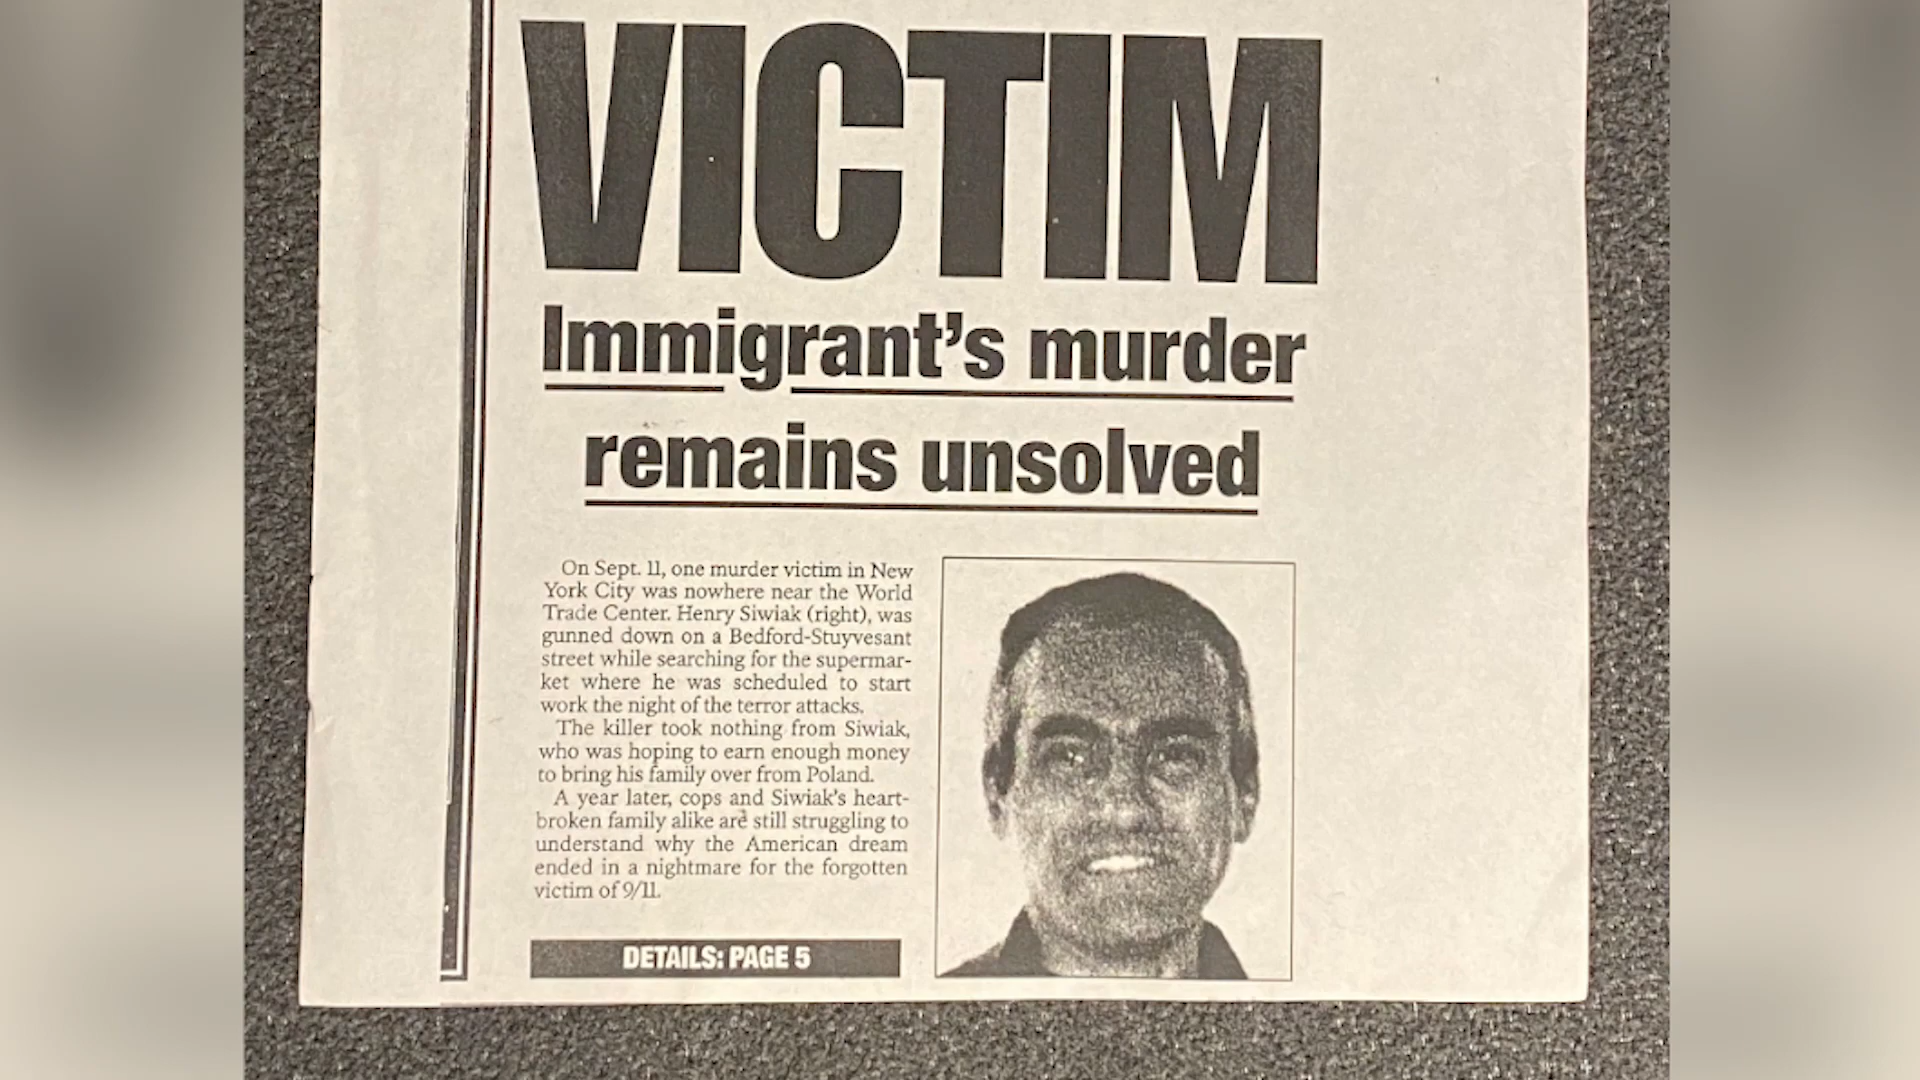 VICTIM
Immigrant's murder
remains unsolved
On Sept. 11, one murder victim in New
York City was nowhere near the World
Trade Center. Henry Siwiak (right), was
gunned down on a Bedford-Stuyvesant
street while searching for the supermar-
ket where he was scheduled to start
work the night of the terror attacks.
The killer took nothing from Siwiak,
who was hoping to earn enough money
to bring his family over from Poland.
A year later, cops and Siwiak's heart-
broken family alike are still struggling to
understand why the American dream
ended in a nightmare for the forgotten
victim of 9/11.
DETAILS: PAGE 5